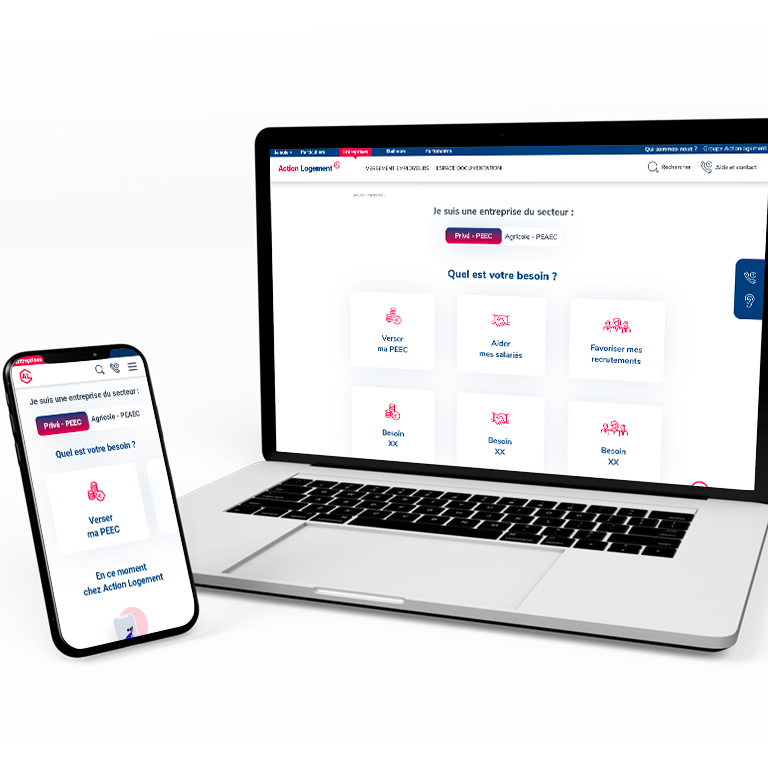 Je suis Particuliers Entreprises Bailleurs Partenaires Qui sommes-nous ? Groupe Action logement
Action Logement VERSEMENT EMPLOYEURS ESPACE DOCUMENTATION Rechercher Aide et contact
Je suis une entreprise du secteur :
Privé - PEEC Agricole - PEAEC
Quel est votre besoin ?
Verser
ma PEEC
Aider
mes salariés
Favoriser mes
recrutements
Besoin
XX
Besoin
XX
Besoin
XX
Entreprises
AL
Je suis une entreprise du secteur :
Privé - PEEC Agricole - PEAEC
Quel est votre besoin ?
Verser
ma PEEC
En ce moment
chez Action Logement